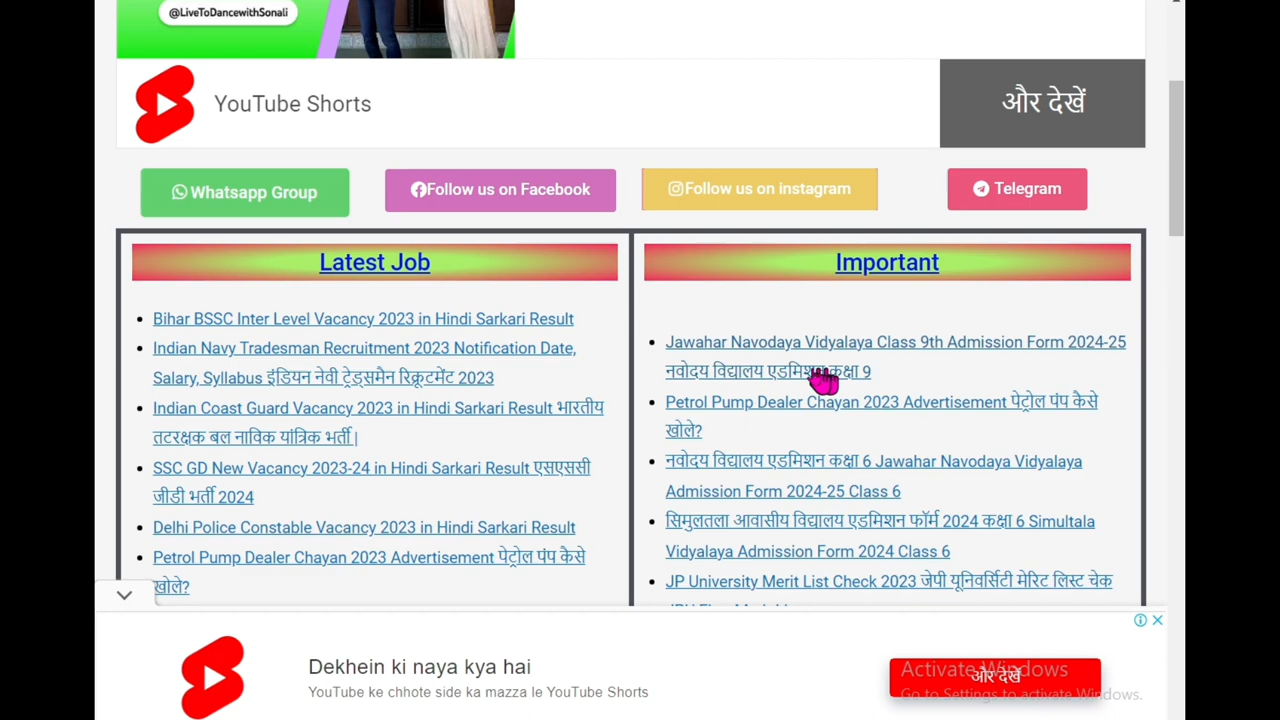 @LiveToDancewithSonali
YouTube Shorts
और देखें
Whatsapp Group
Follow us on Facebook
Follow us on instagram
Telegram
Latest Job
Bihar BSSC Inter Level Vacancy 2023 in Hindi Sarkari Result
Indian Navy Tradesman Recruitment 2023 Notification Date,
Salary, Syllabus इंडियन नेवी ट्रेड्समैन रिक्रूटमेंट 2023
Indian Coast Guard Vacancy 2023 in Hindi Sarkari Result भारतीय
तटरक्षक बल नाविक यांत्रिक भर्ती |
SSC GD New Vacancy 2023-24 in Hindi Sarkari Result एसएससी
जीडी भर्ती 2024
Delhi Police Constable Vacancy 2023 in Hindi Sarkari Result
Petrol Pump Dealer Chayan 2023 Advertisement पेट्रोल पंप कैसे
खोले?
Important
Jawahar Navodaya Vidyalaya Class 9th Admission Form 2024-25
नवोदय विद्यालय एडमिशन कक्षा 9
Petrol Pump Dealer Chayan 2023 Advertisement पेट्रोल पंप कैसे
खोले?
नवोदय विद्यालय एडमिशन कक्षा 6 Jawahar Navodaya Vidyalaya
Admission Form 2024-25 Class 6
सिमुलतला आवासीय विद्यालय एडमिशन फॉर्म 2024 कक्षा 6 Simultala
Vidyalaya Admission Form 2024 Class 6
JP University Merit List Check 2023 जेपी यूनिवर्सिटी मेरिट लिस्ट चेक
Dekhein ki naya kya hai
YouTube ke chhote side ka mazza le YouTube Shorts
और देखें
Activate Windows
Go to Settings to activate Windows.